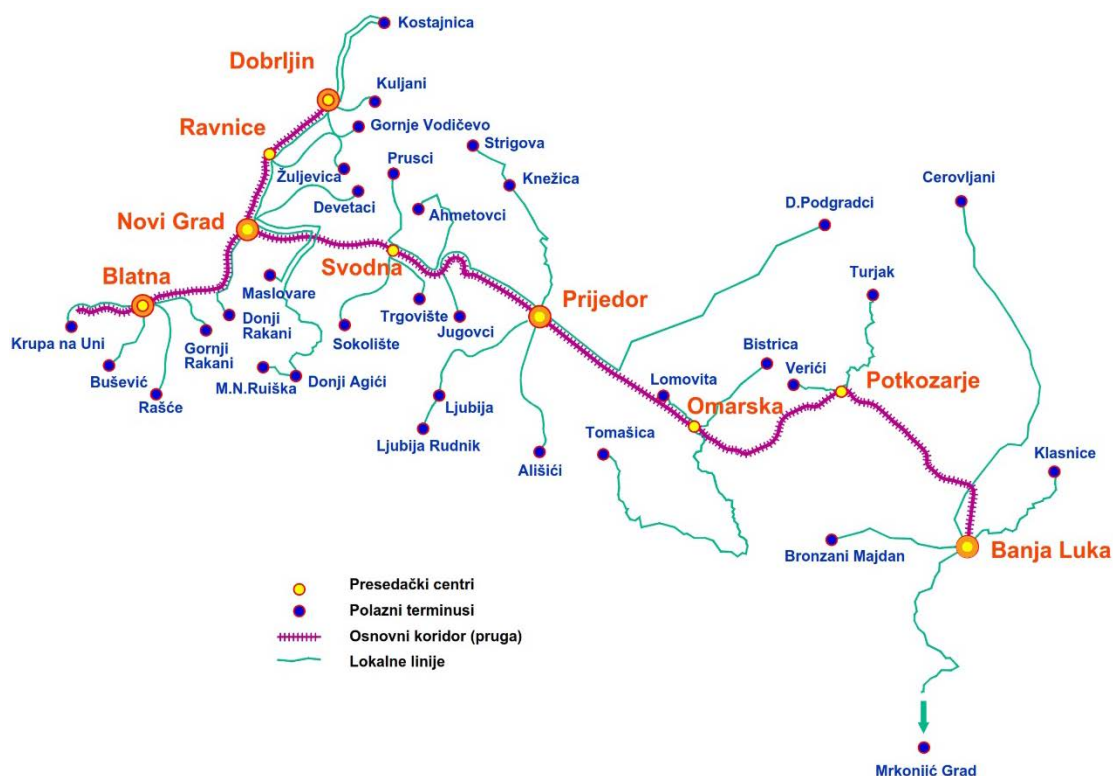 Kostajnica
Dobrljin
Kuljani
Ravnice
Gornje Vodičevo
Strigova
Prusci
Žuljevica
Knežica
Cerovljani
Devetaci
Ahmetovci
D.Podgradci
Novi Grad
Svodna
Turjak
Blatna
Maslovare
Prijedor
Donji
Rakani
Trgovište
Jugovci
Krupa na Uni
Gornji
Rakani
Sokolište
Bistrica
Verići
Potkozarje
Bušević
M.N.Ruiška
Donji Agići
Lomovita
Omarska
Rašće
Ljubija
Ljubija Rudnik
Tomašica
Klasnice
Ališići
Bronzani Majdan
Banja Luka
Presedački centri
Polazni terminusi
Osnovni koridor (pruga)
Lokalne linije
Mrkonjić Grad